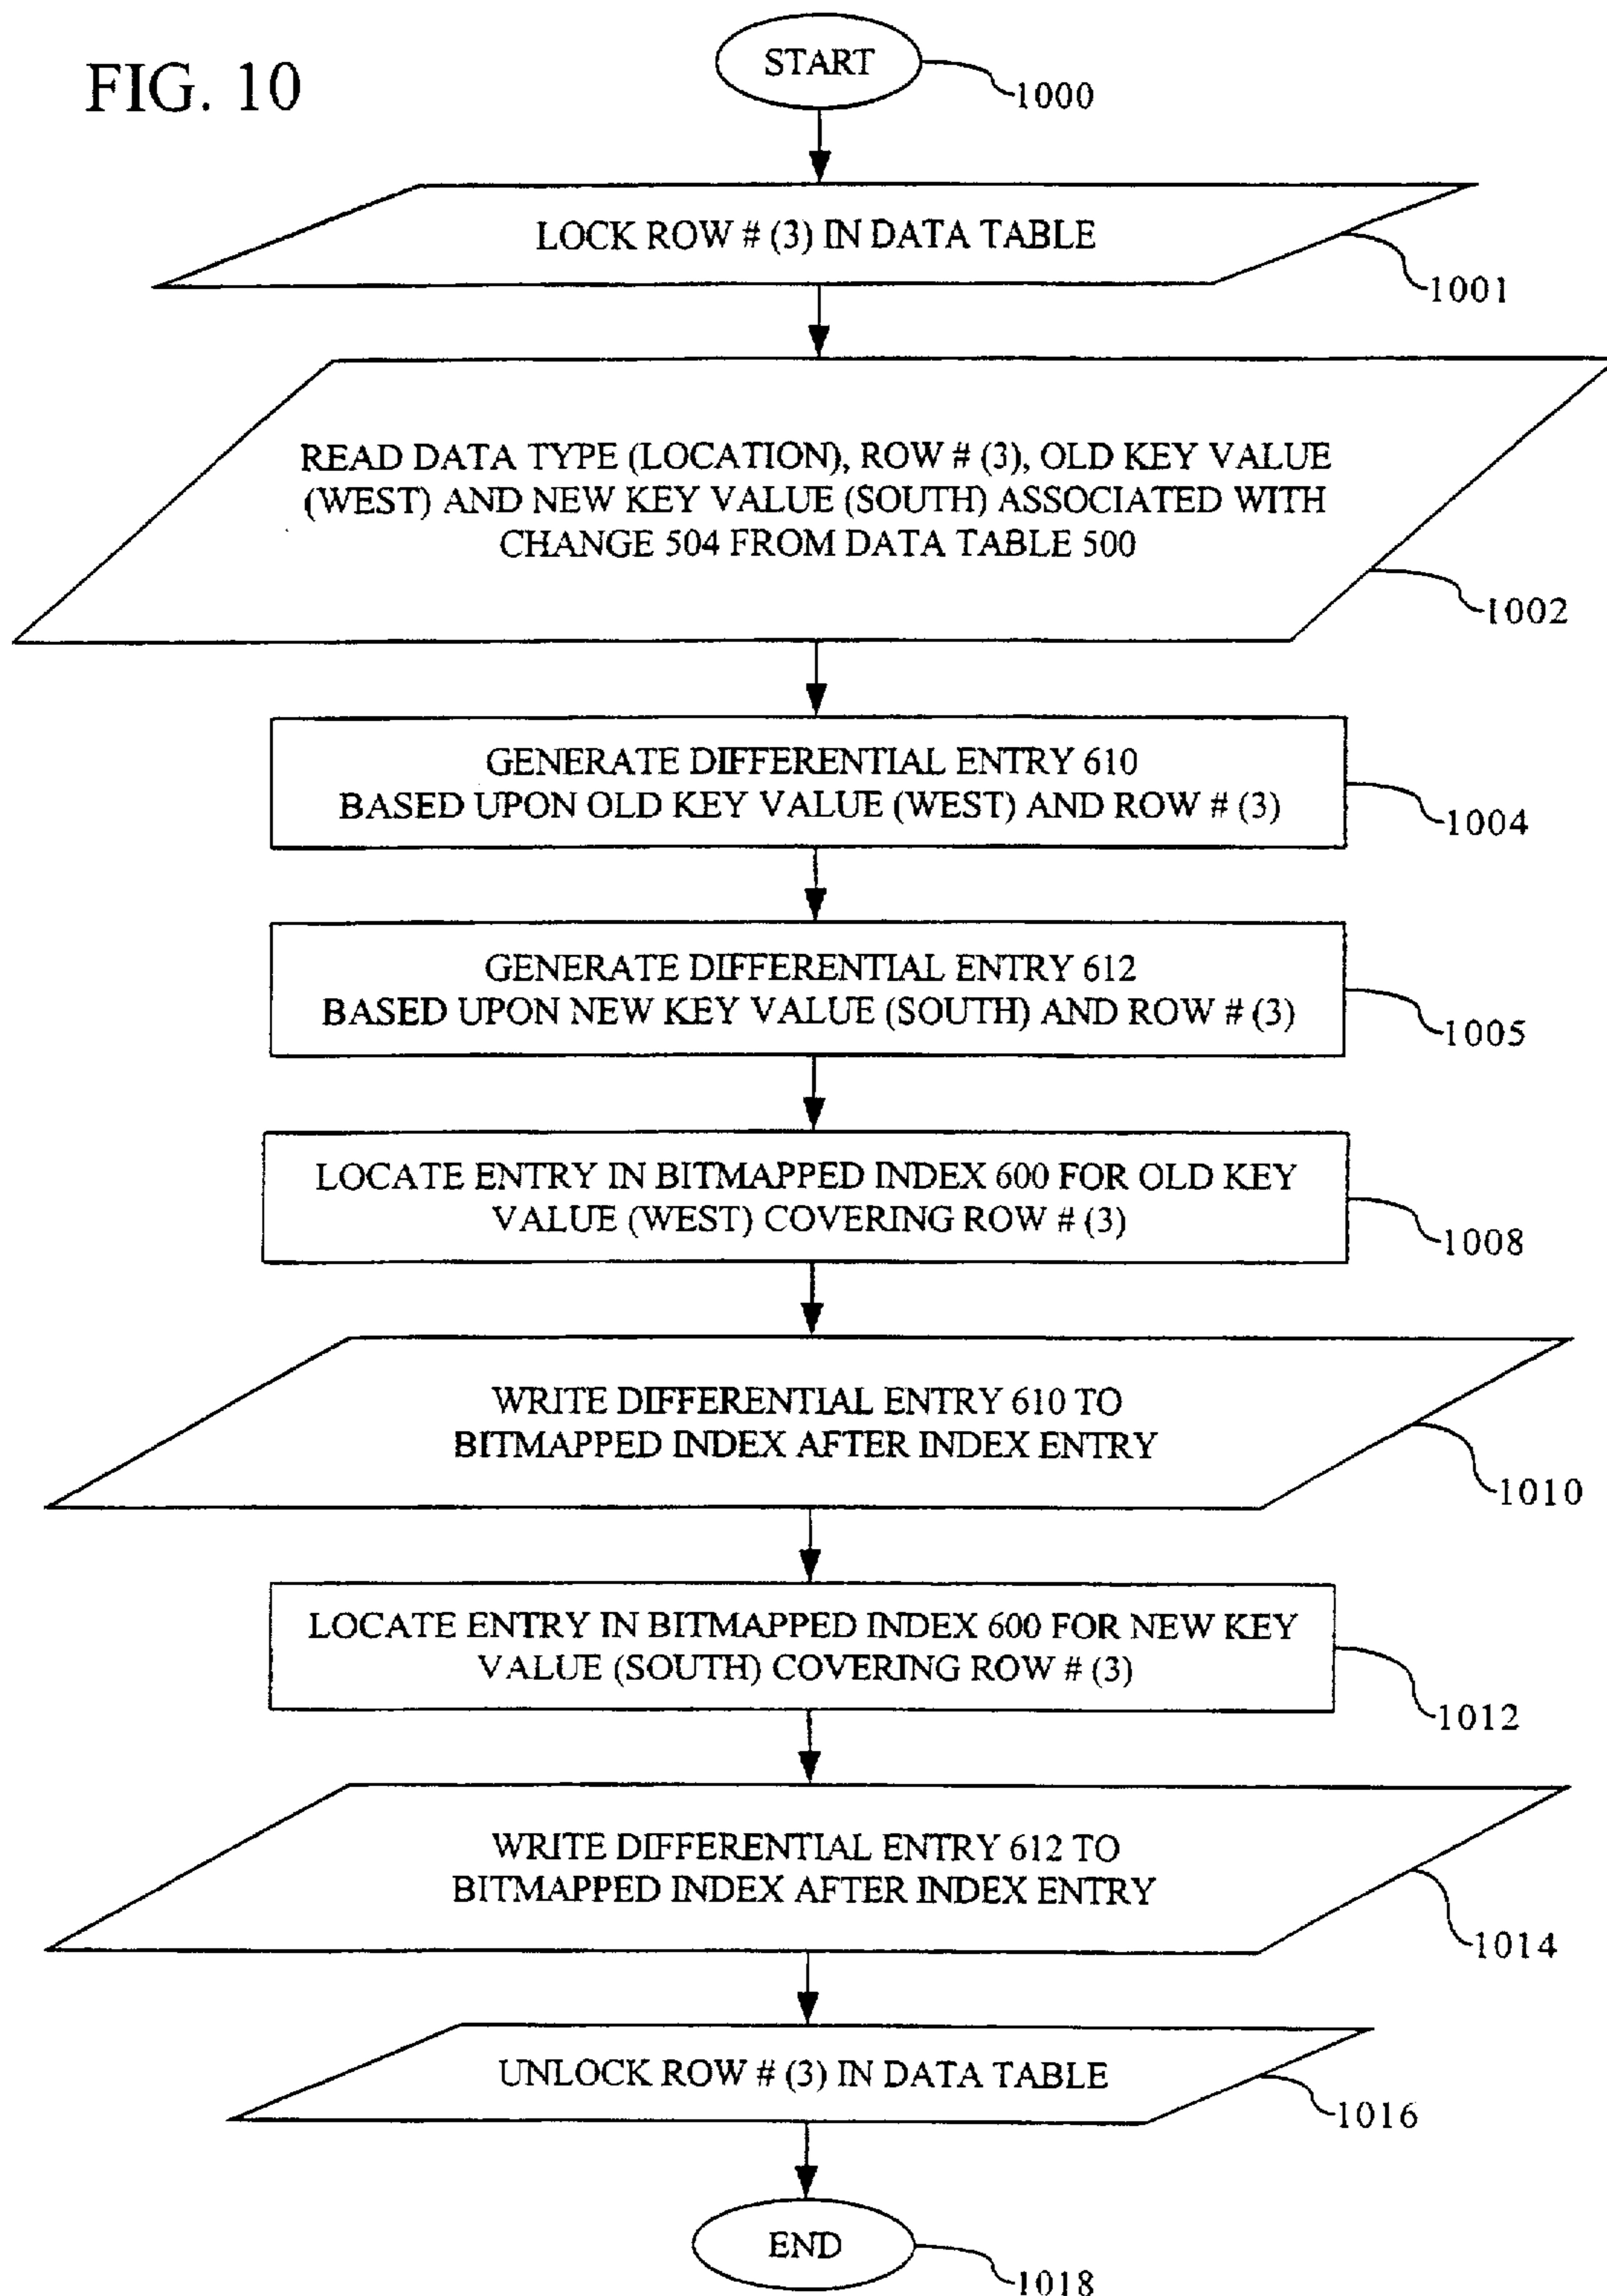 FIG. 10
START
1000
LOCK ROW # (3) IN DATA TABLE
1001
READ DATA TYPE (LOCATION), ROW # (3), OLD KEY VALUE
(WEST) AND NEW KEY VALUE (SOUTH) ASSOCIATED WITH
CHANGE 504 FROM DATA TABLE 500
1002
GENERATE DIFFERENTIAL ENTRY 610
BASED UPON OLD KEY VALUE (WEST) AND ROW # (3)
1004
GENERATE DIFFERENTIAL ENTRY 612
BASED UPON NEW KEY VALUE (SOUTH) AND ROW # (3)
1005
LOCATE ENTRY IN BITMAPPED INDEX 600 FOR OLD KEY
VALUE (WEST) COVERING ROW # (3)
1008
WRITE DIFFERENTIAL ENTRY 610 TO
BITMAPPED INDEX AFTER INDEX ENTRY
1010
LOCATE ENTRY IN BITMAPPED INDEX 600 FOR NEW KEY
VALUE (SOUTH) COVERING ROW # (3)
1012
WRITE DIFFERENTIAL ENTRY 612 TO
BITMAPPED INDEX AFTER INDEX ENTRY
1014
UNLOCK ROW # (3) IN DATA TABLE
1016
END
1018